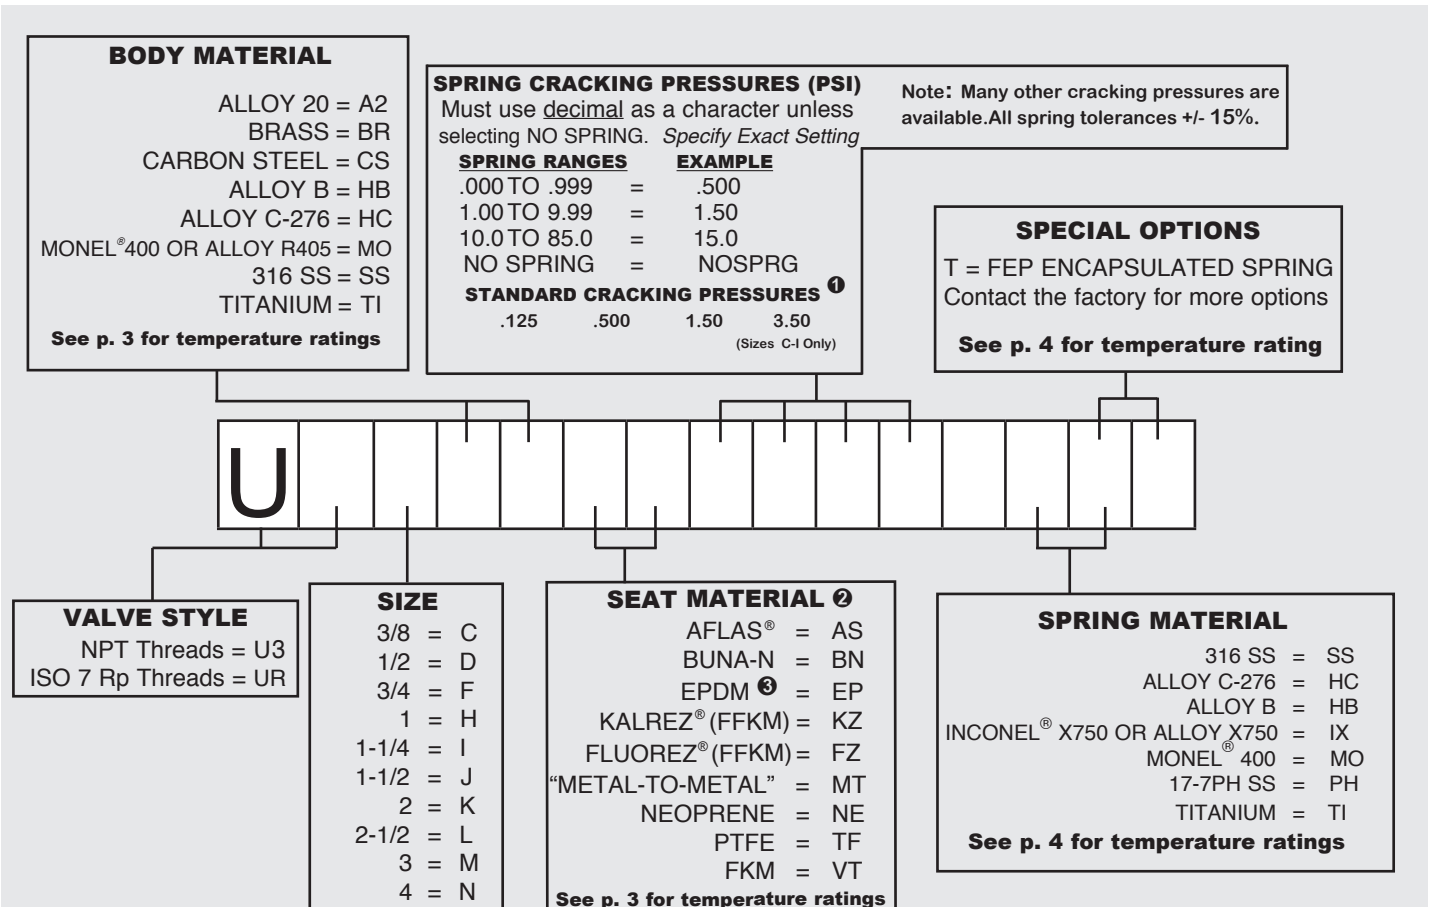 BODY MATERIAL
ALLOY 20 = A2
BRASS = BR
CARBON STEEL = CS
ALLOY B = HB
ALLOY C-276 = HC
MONEL®400 OR ALLOY R405 = MO
316 SS = SS
TITANIUM = TI
See p. 3 for temperature ratings
SPRING CRACKING PRESSURES (PSI)
Must use decimal as a character unless
selecting NO SPRING. Specify Exact Setting
SPRING RANGES EXAMPLE
.000 TO .999 = .500
1.00 TO 9.99 = 1.50
10.0 TO 85.0 = 15.0
NO SPRING = NOSPRG
STANDARD CRACKING PRESSURES ❶
.125 .500 1.50 3.50
(Sizes C-I Only)
Note: Many other cracking pressures are
available.All spring tolerances +/- 15%.
SPECIAL OPTIONS
T = FEP ENCAPSULATED SPRING
Contact the factory for more options
See p. 4 for temperature rating
U
VALVE STYLE
NPT Threads = U3
ISO 7 Rp Threads = UR
SIZE
3/8 = C
1/2 = D
3/4 = F
1 = H
1-1/4 = I
1-1/2 = J
2 = K
2-1/2 = L
3 = M
4 = N
SEAT MATERIAL ❷
AFLAS® = AS
BUNA-N = BN
EPDM ❸ = EP
KALREZ® (FFKM) = KZ
FLUOREZ® (FFKM) = FZ
“METAL-TO-METAL” = MT
NEOPRENE = NE
PTFE = TF
FKM = VT
See p. 3 for temperature ratings
SPRING MATERIAL
316 SS = SS
ALLOY C-276 = HC
ALLOY B = HB
INCONEL® X750 OR ALLOY X750 = IX
MONEL® 400 = MO
17-7PH SS = PH
TITANIUM = TI
See p. 4 for temperature ratings